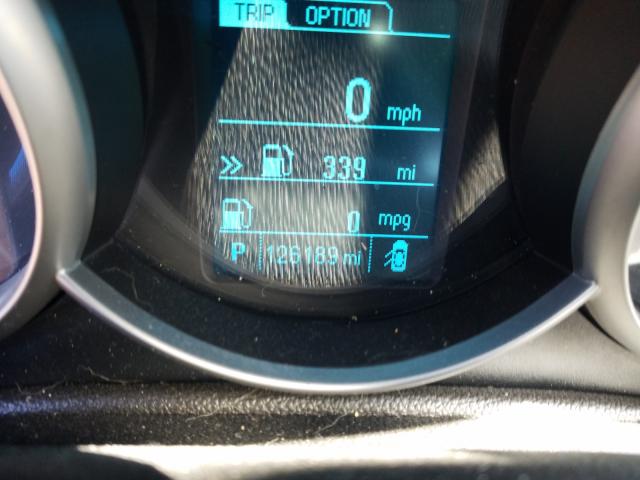 TRIP OPTION
0 mph
339 mi
0 mpg
P 126189 mi